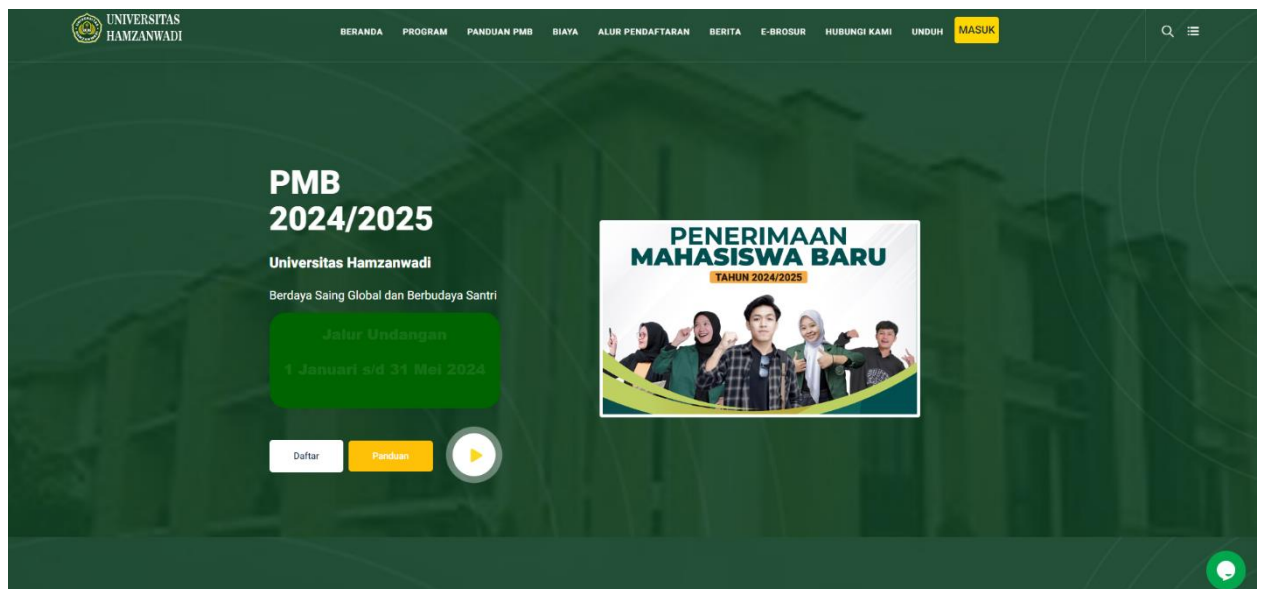 UNIVERSITAS
HAMZANWADI
BERANDA PROGRAM PANDUAN PMB BIAYA ALUR PENDAFTARAN BERITA E-BROSUR HUBUNGI KAMI UNDUH MASUK
PMB
2024/2025
Universitas Hamzanwadi
Berdaya Saing Global dan Berbudaya Santri
Jalur Undangan
1 Januari s/d 31 Mei 2024
Daftar Panduan
PENERIMAAN
MAHASISWA BARU
TAHUN 2024/2025